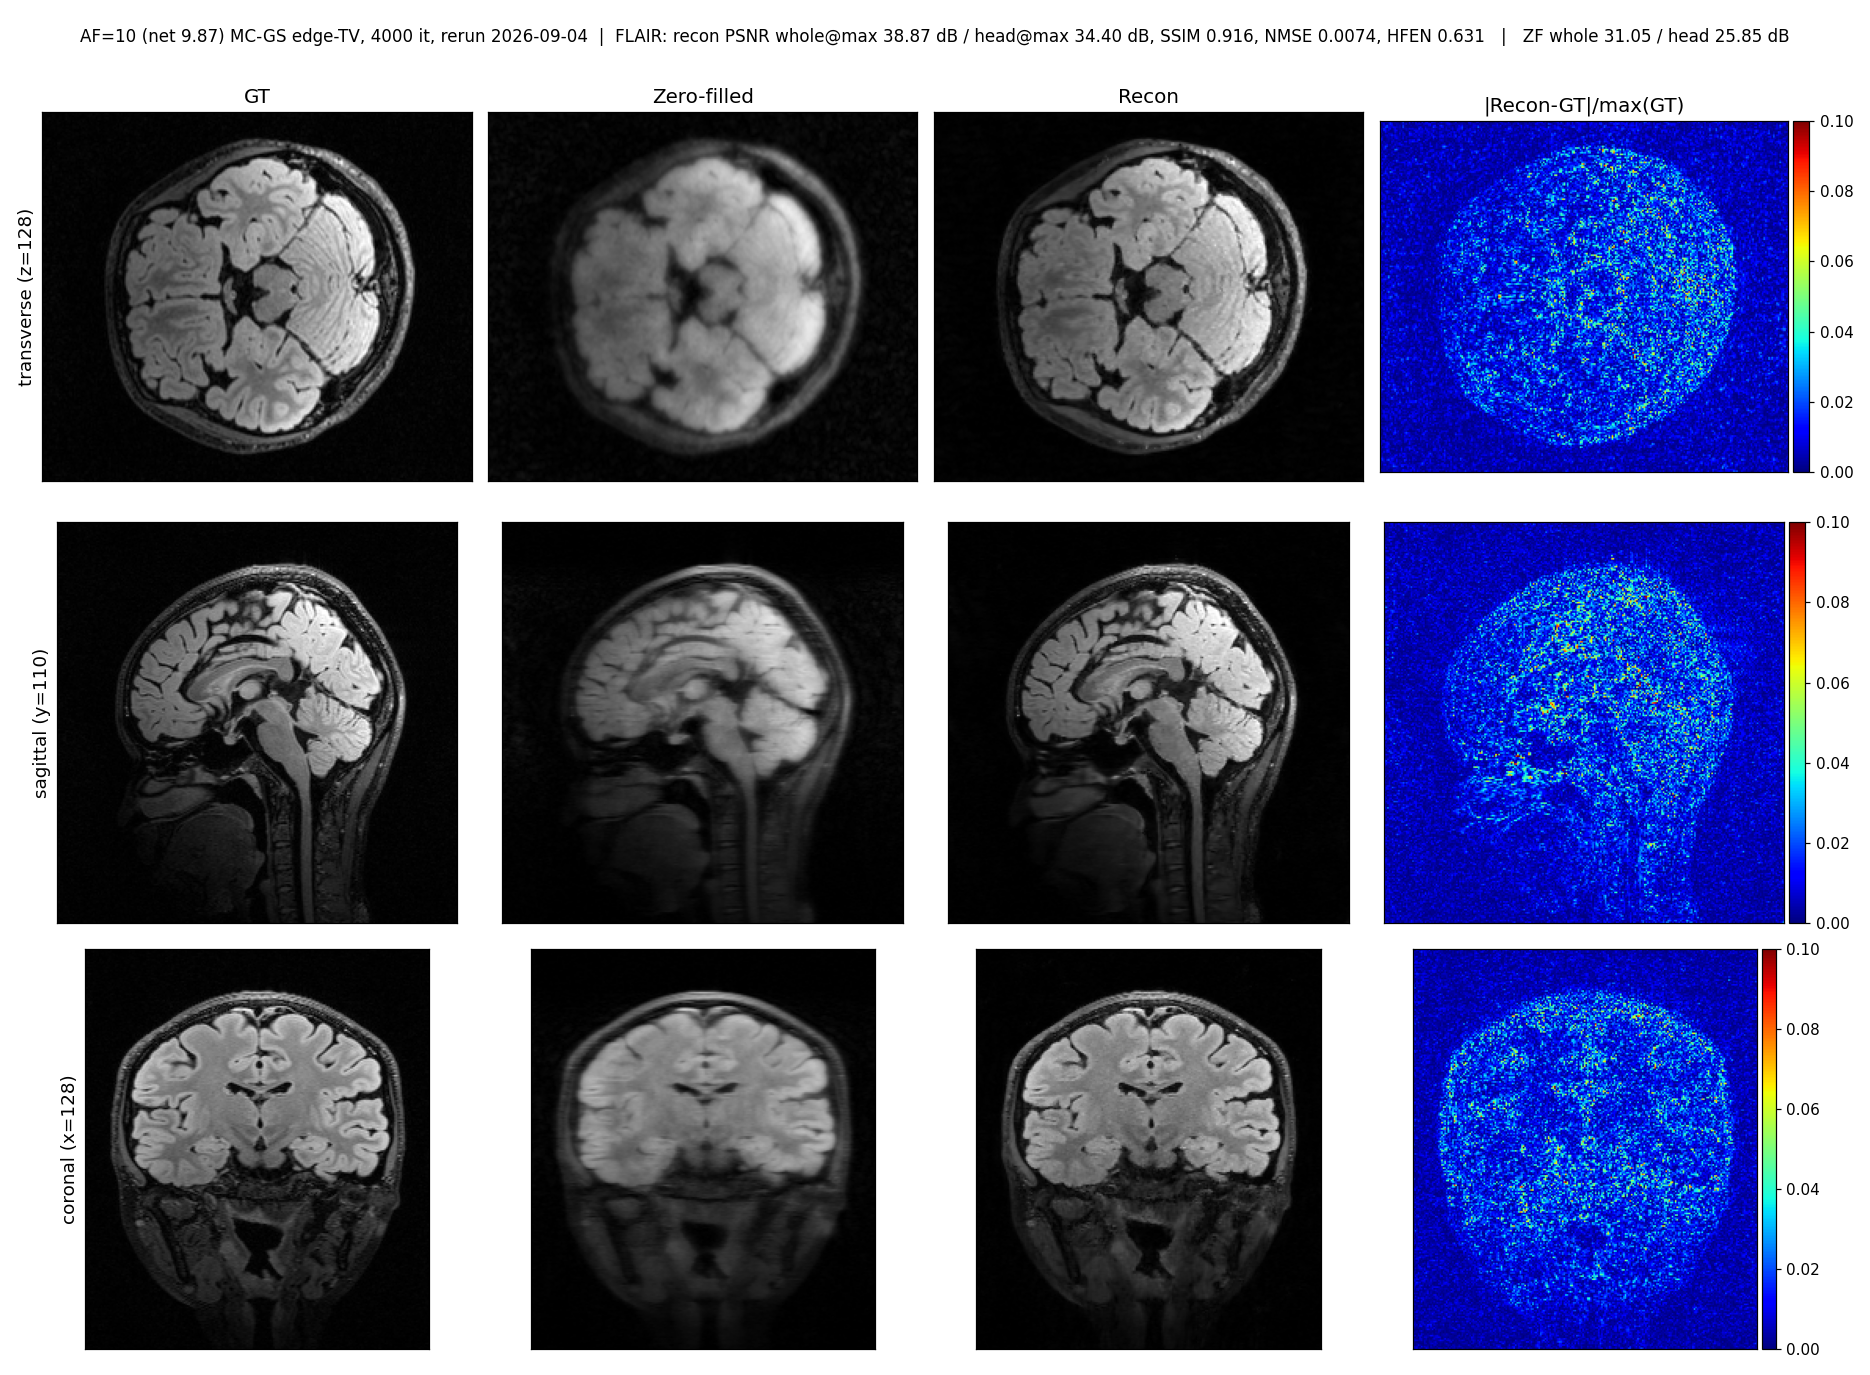 AF=10 (net 9.87) MC-GS edge-TV, 4000 it, rerun 2026-09-04 | FLAIR: recon PSNR whole@max 38.87 dB / head@max 34.40 dB, SSIM 0.916, NMSE 0.0074, HFEN 0.631 | ZF whole 31.05 / head 25.85 dB
GT
Zero-filled
Recon
|Recon-GT|/max(GT)
transverse (z=128)
0.10
0.08
0.06
0.04
0.02
0.00
sagittal (y=110)
0.10
0.08
0.06
0.04
0.02
0.00
coronal (x=128)
0.10
0.08
0.06
0.04
0.02
0.00